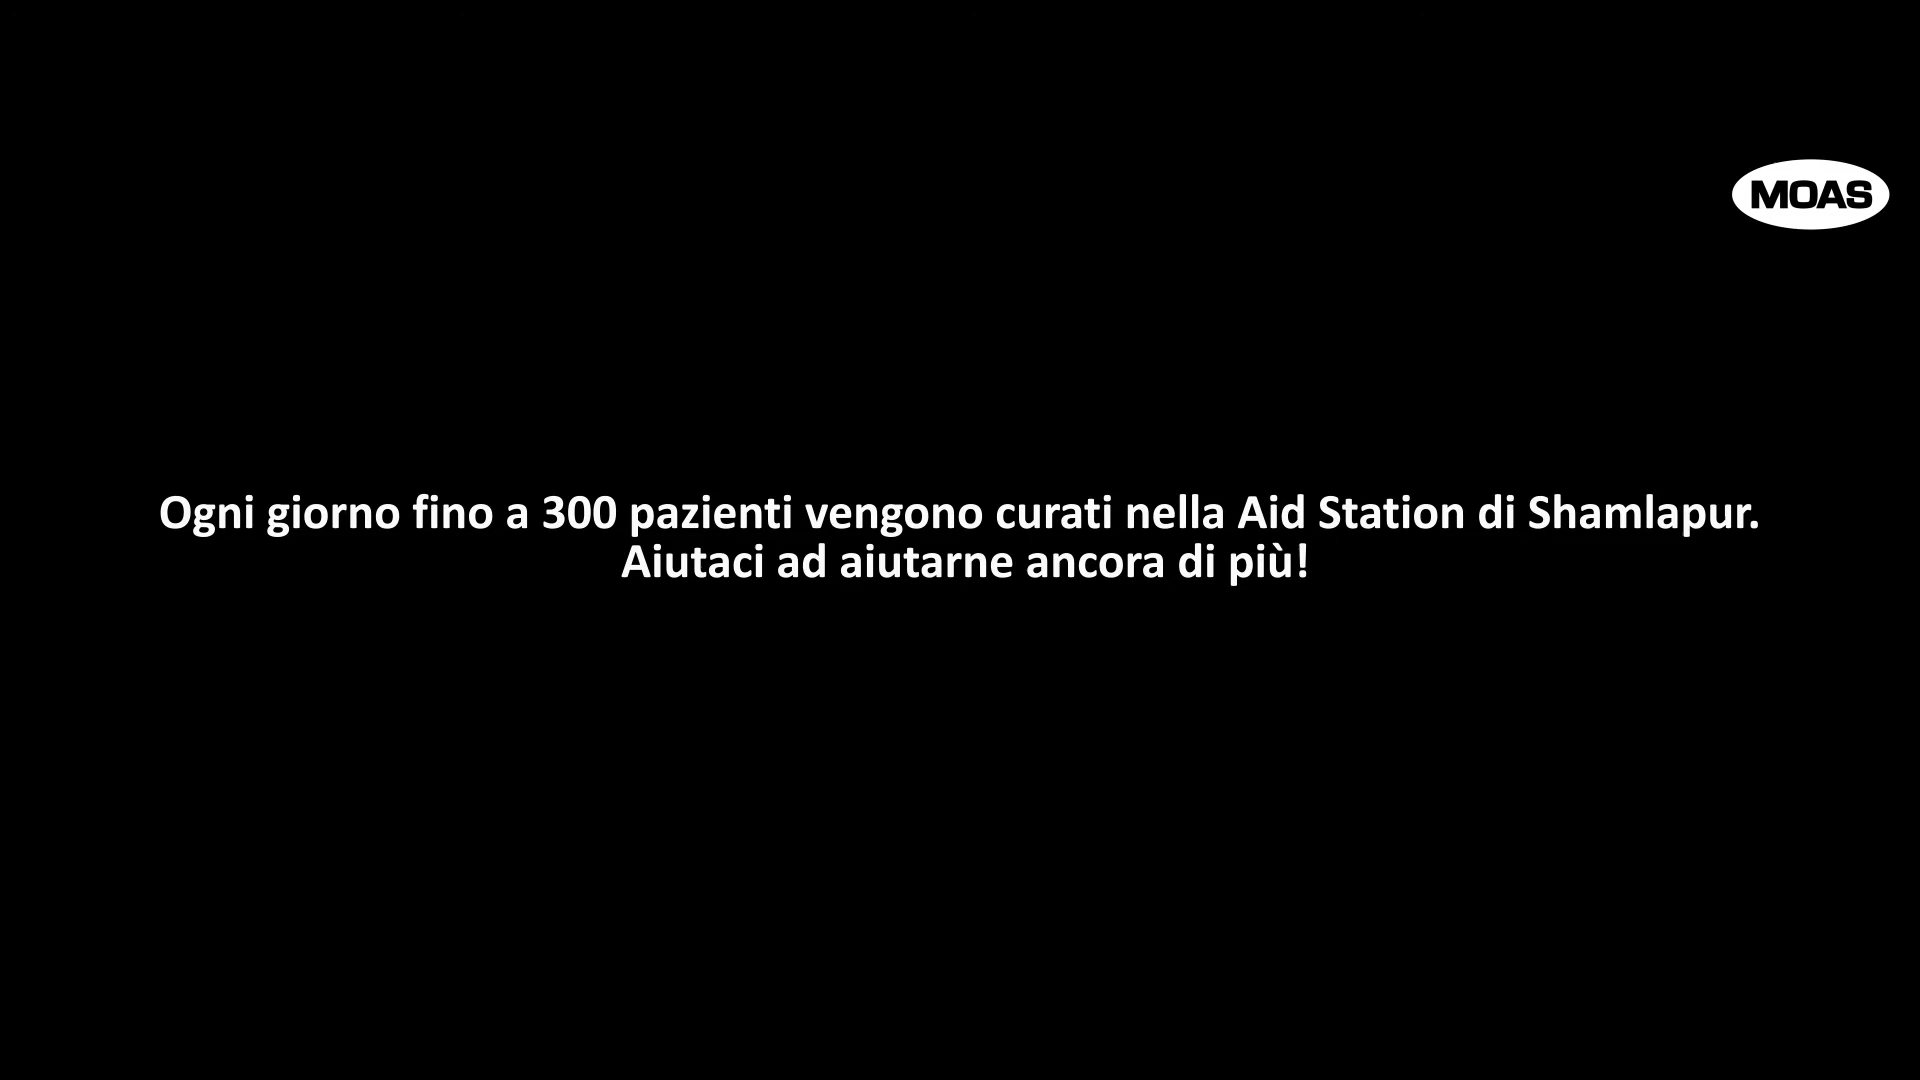 MOAS
Ogni giorno fino a 300 pazienti vengono curati nella Aid Station di Shamlapur.
Aiutaci ad aiutarne ancora di più!